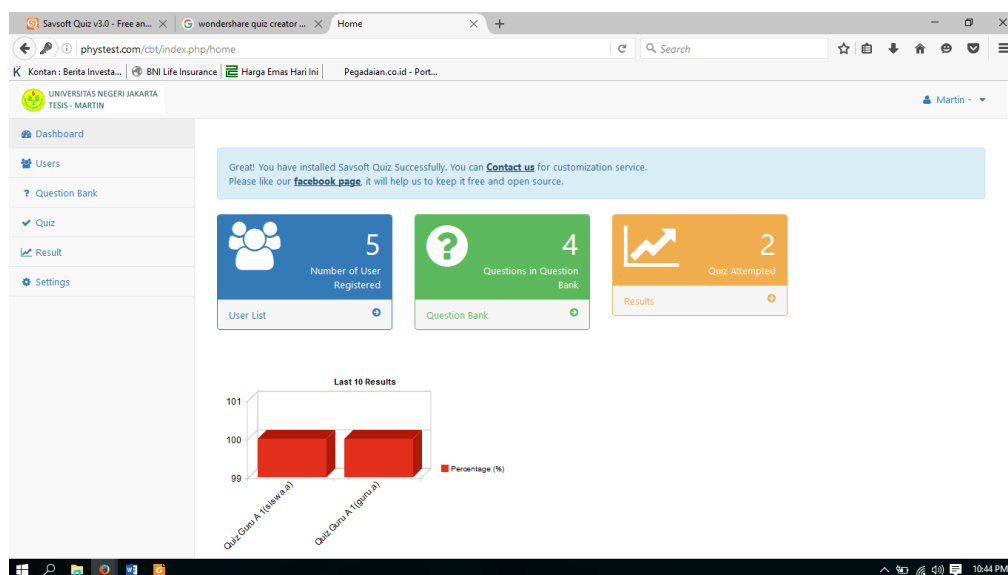 Savsoft Quiz v3.0 - Free an...
wondershare quiz creator ...
Home
phystest.com/cbt/index.php/home
Search
Kontan : Berita Investa...
BNI Life Insurance
Harga Emas Hari Ini
Pegadaian.co.id - Port...
UNIVERSITAS NEGERI JAKARTA
TESIS - MARTIN
Martin -
Dashboard
Users
Question Bank
Quiz
Result
Settings
Great! You have installed Savsoft Quiz Successfully. You can Contact us for customization service.
Please like our facebook page, it will help us to keep it free and open source.
5
Number of User
Registered
User List
4
Questions in Question
Bank
Question Bank
2
Quiz Attempted
Results
Last 10 Results
101
100
99
Quiz Guru A 1(siswa.a)
Quiz Guru A 1(guru.a)
Percentage (%)
10:44 PM